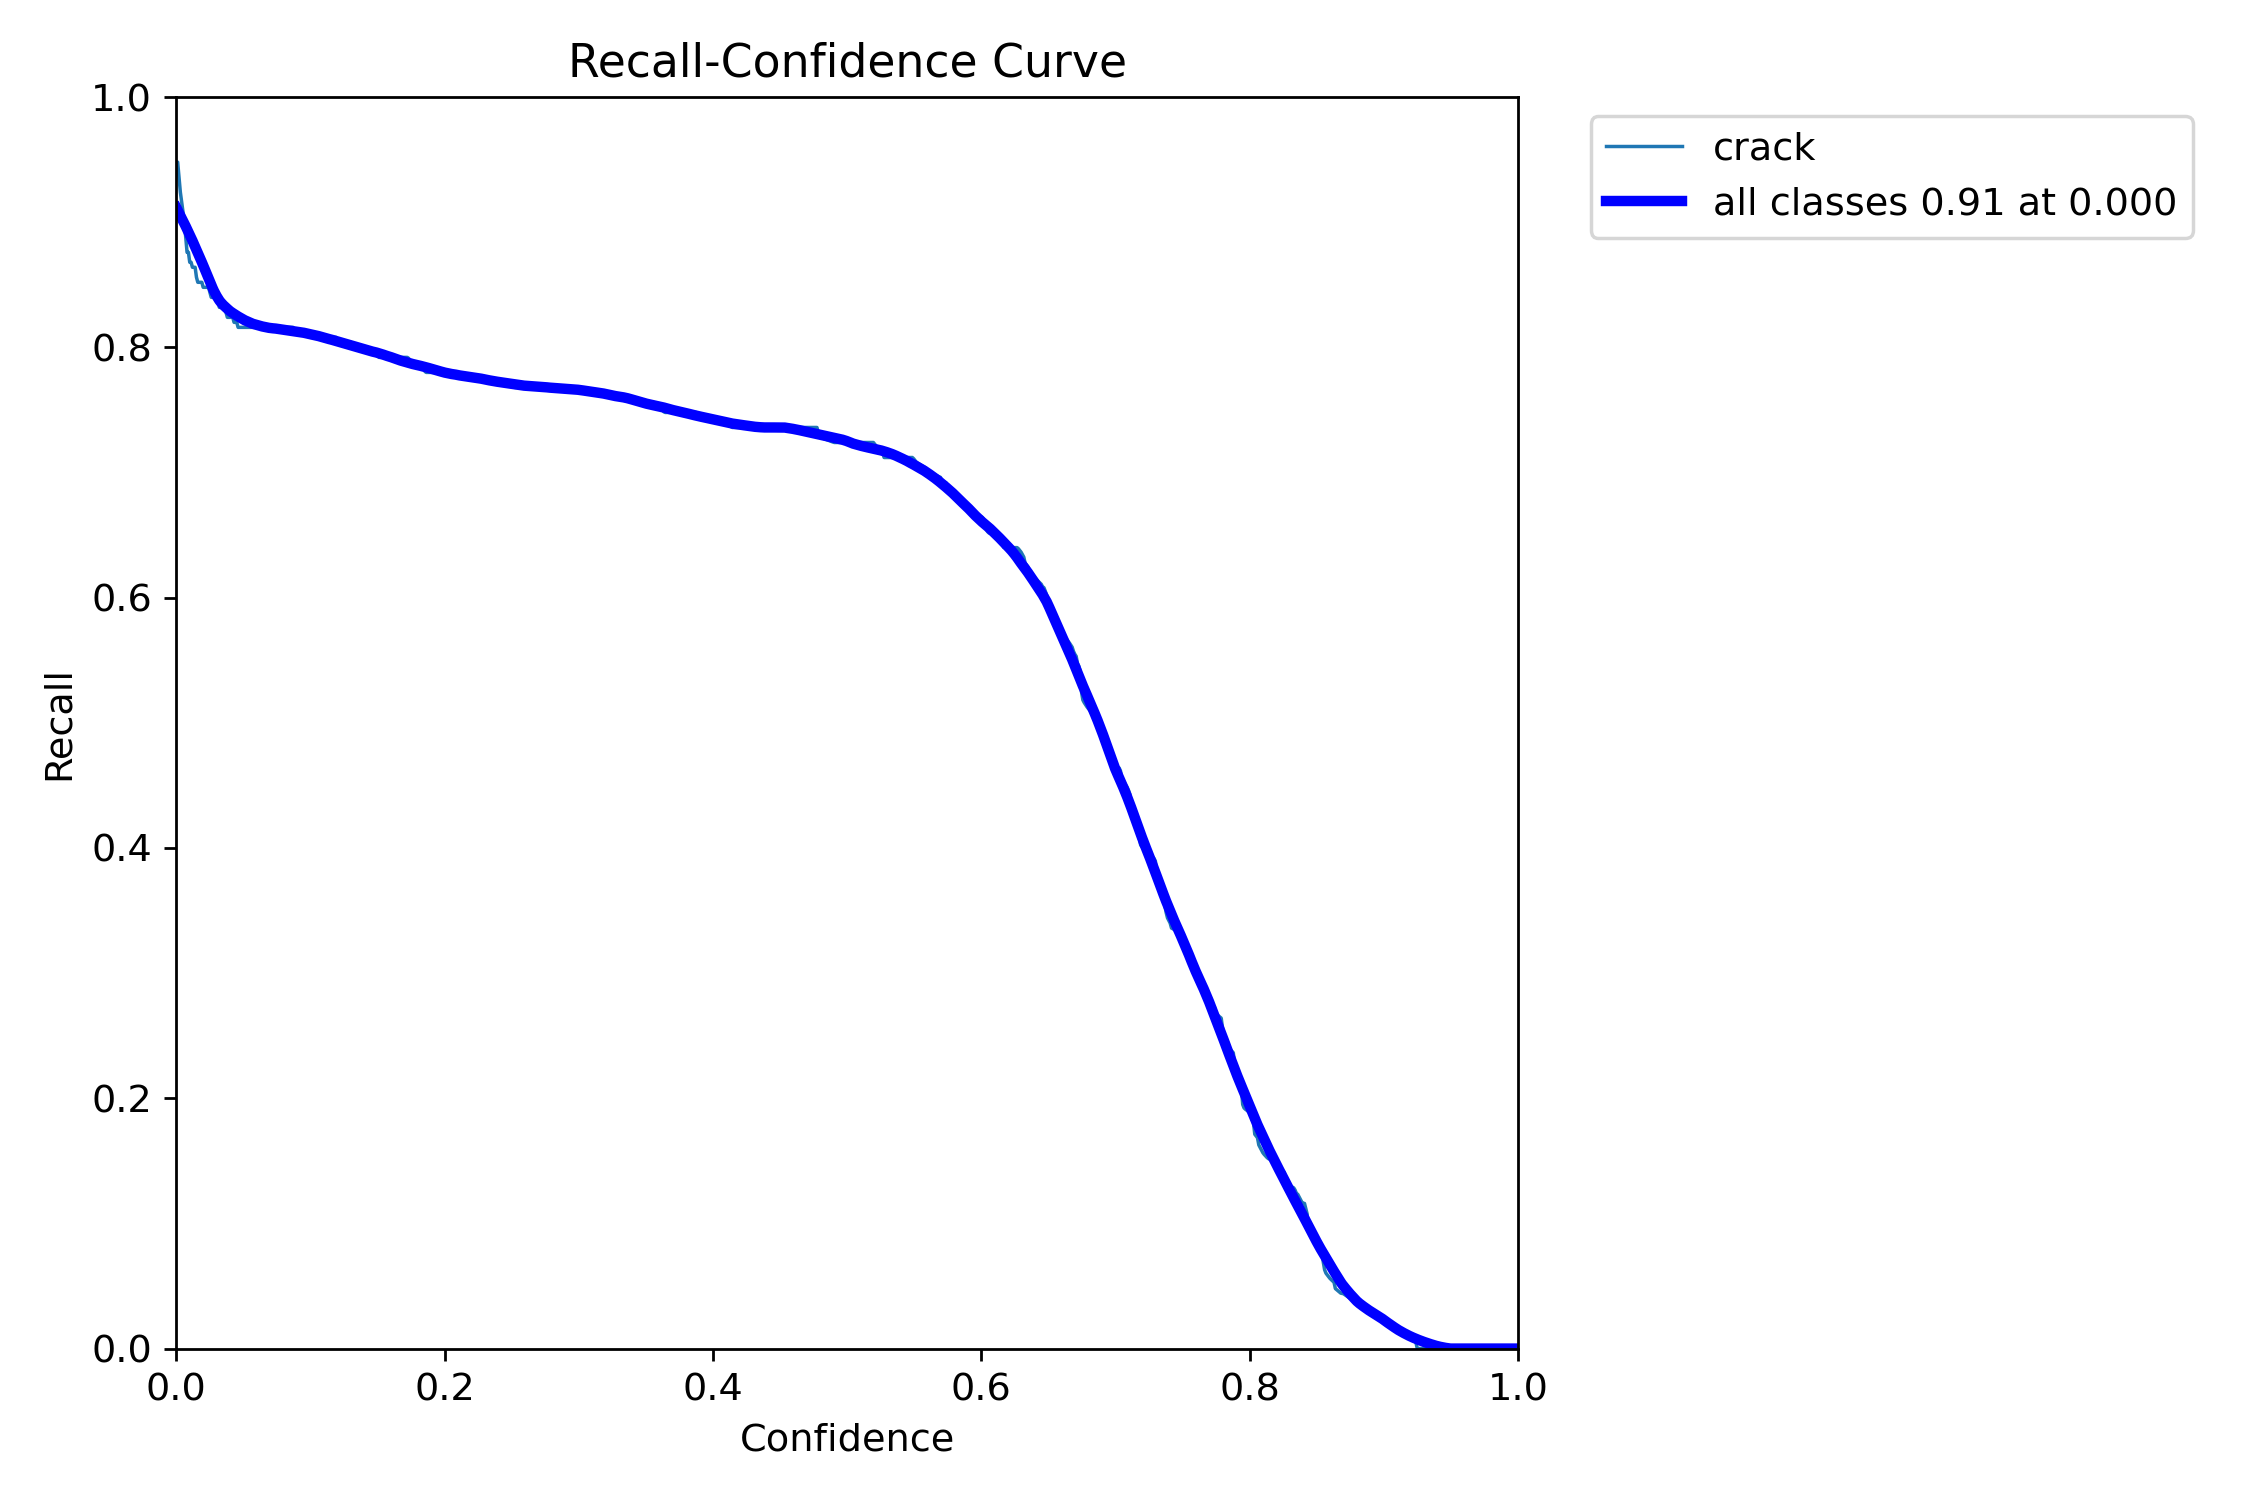 Recall-Confidence Curve
1.0
0.8
0.6
0.4
0.2
0.0
Recall
0.0 0.2 0.4 0.6 0.8 1.0
Confidence
crack
all classes 0.91 at 0.000